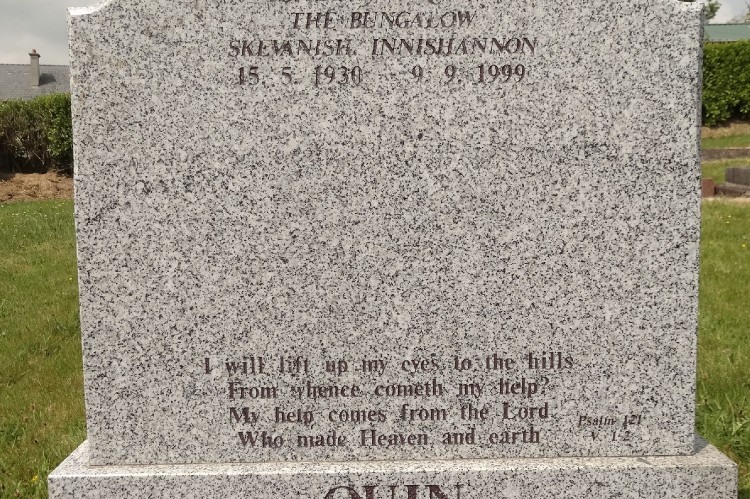 THE BUNGALOW
SKEVANISH. INNISHANNON
15. 5. 1930 9. 9. 1999
I will lift up my eyes to the hills
From whence cometh my help?
My help comes from the Lord
Who made Heaven and earth
Psalm 121
V. 1-2
QUIN